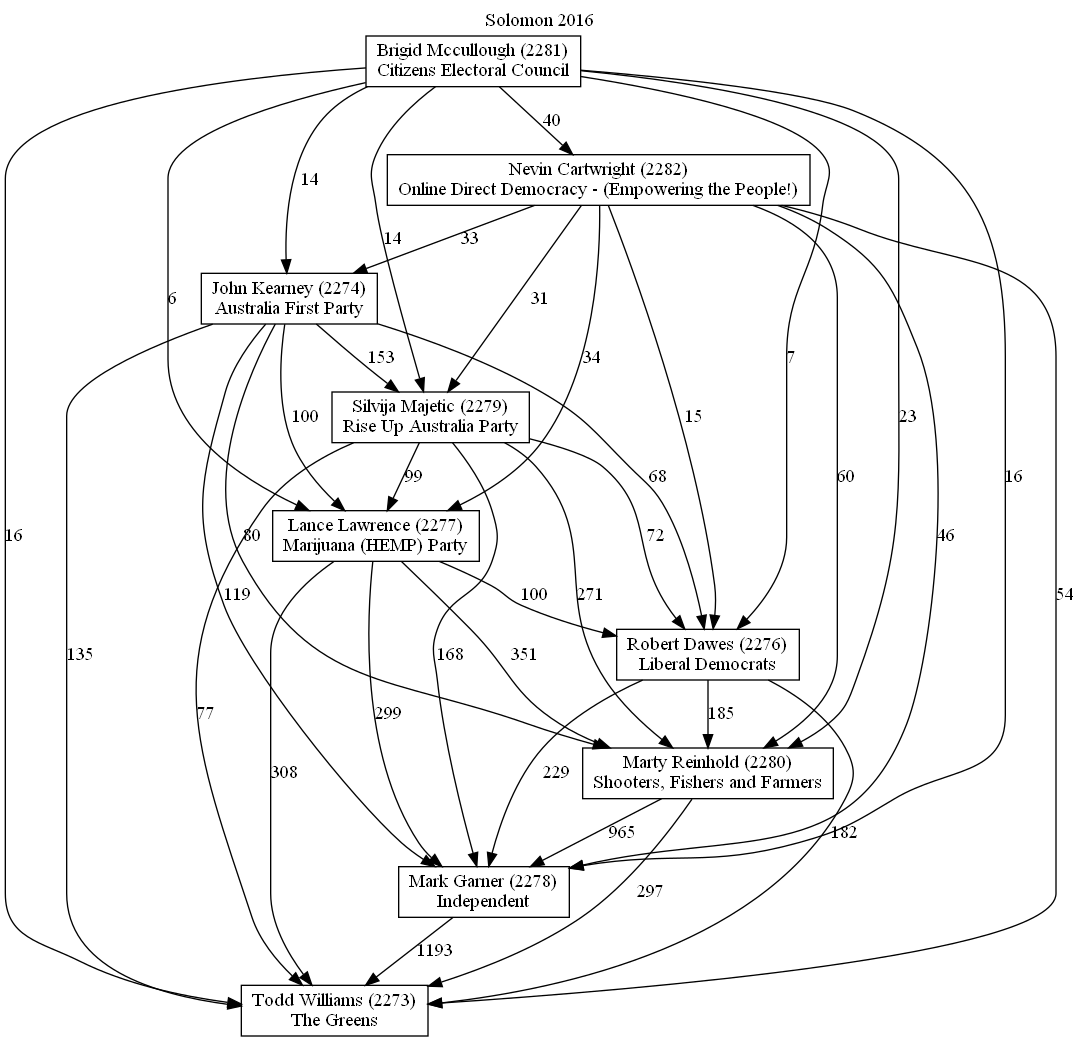 Solomon 2016
Brigid Mccullough (2281)
Citizens Electoral Council
40
Nevin Cartwright (2282)
Online Direct Democracy - (Empowering the People!)
14
14
33
John Kearney (2274)
Australia First Party
6
31
153
34
7
Silvija Majetic (2279)
Rise Up Australia Party
100
15
23
99
68
60
16
Lance Lawrence (2277)
Marijuana (HEMP) Party
16
80
72
46
119
100
271
54
Robert Dawes (2276)
Liberal Democrats
135
168
351
77
299
185
Marty Reinhold (2280)
Shooters, Fishers and Farmers
308
229
965
182
Mark Garner (2278)
Independent
297
1193
Todd Williams (2273)
The Greens